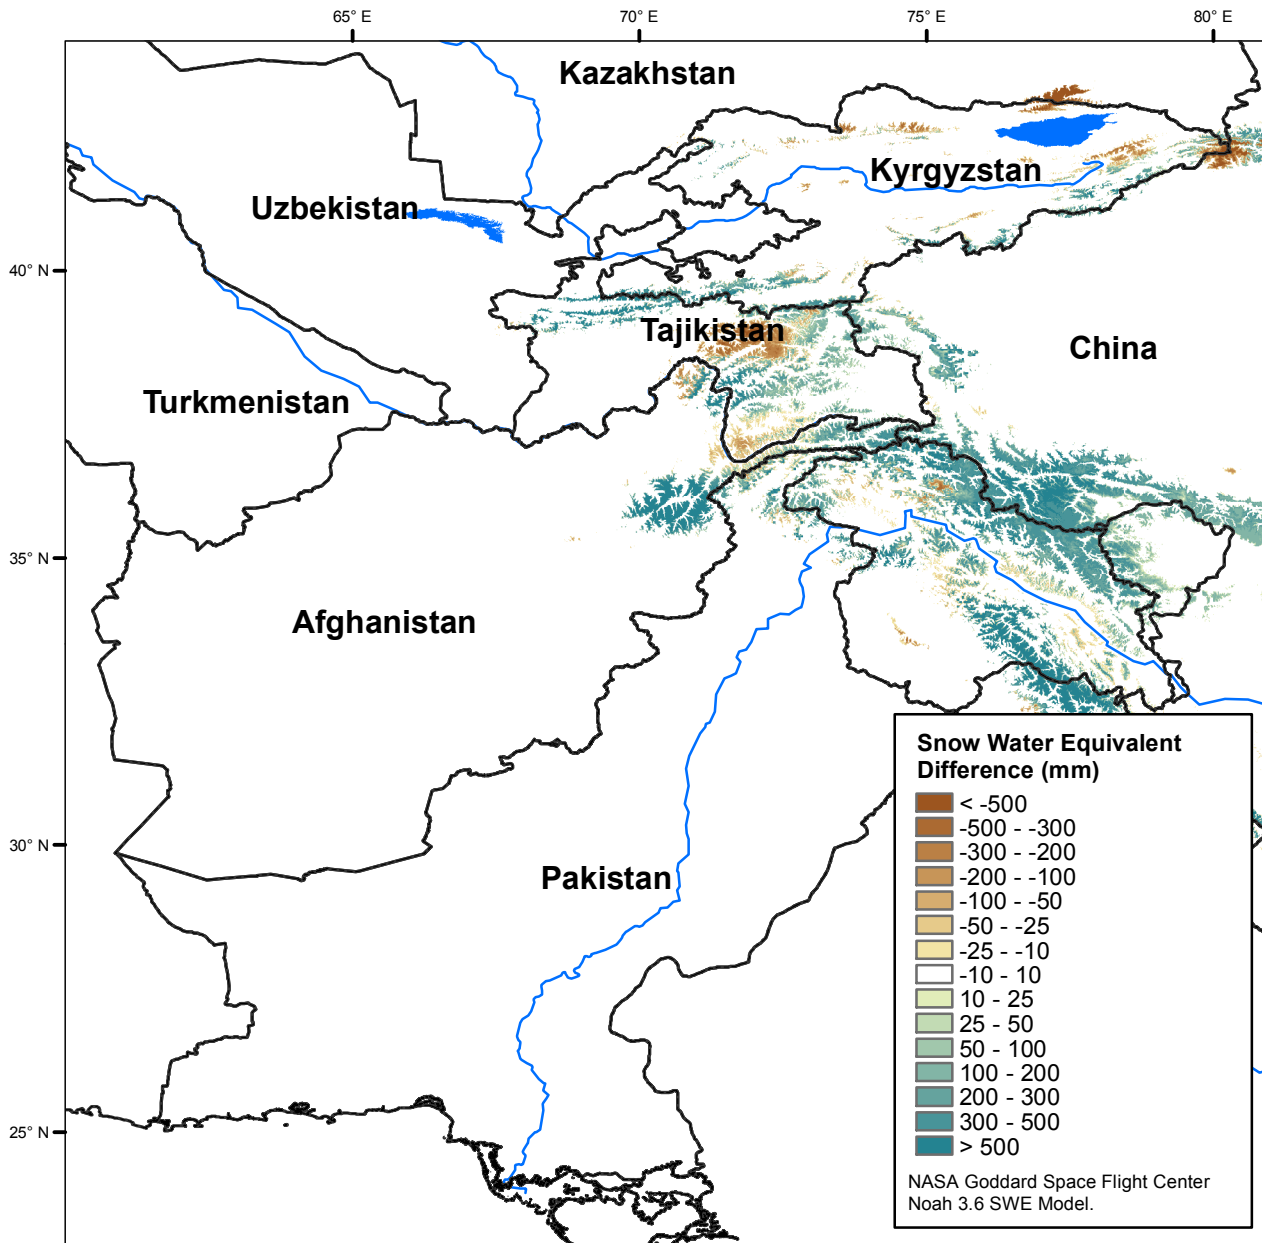 65° E
70° E
75° E
80° E
Kazakhstan
Kyrgyzstan
Uzbekistan
40° N
Tajikistan
China
Turkmenistan
35° N
Afghanistan
Snow Water Equivalent
Difference (mm)
< -500
-500 - -300
-300 - -200
-200 - -100
-100 - -50
-50 - -25
-25 - -10
-10 - 10
10 - 25
25 - 50
50 - 100
100 - 200
200 - 300
300 - 500
> 500
NASA Goddard Space Flight Center
Noah 3.6 SWE Model.
30° N
Pakistan
25° N